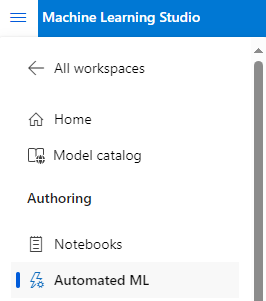 Machine Learning Studio
All workspaces
Home
Model catalog
Authoring
Notebooks
Automated ML